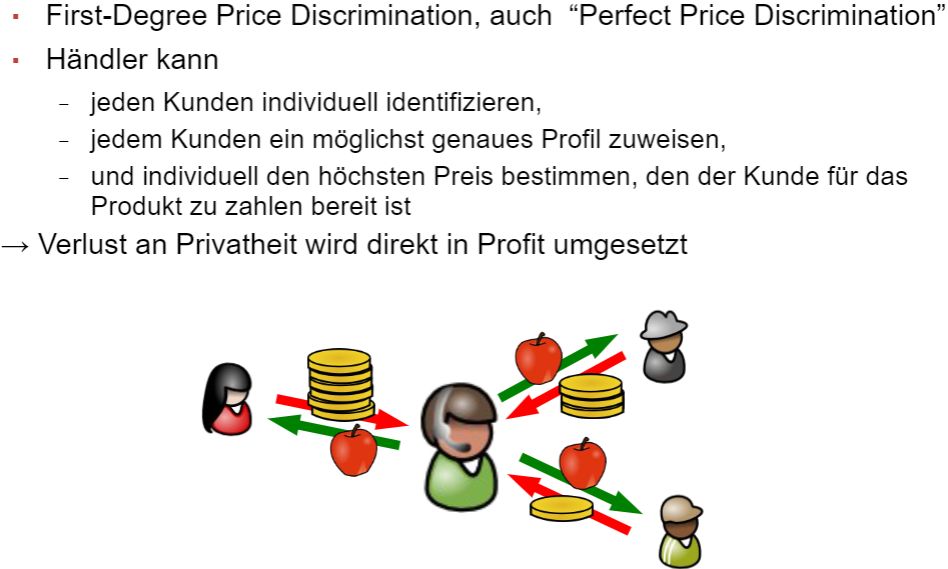 ▪ First-Degree Price Discrimination, auch “Perfect Price Discrimination”
▪ Händler kann
– jeden Kunden individuell identifizieren,
– jedem Kunden ein möglichst genaues Profil zuweisen,
– und individuell den höchsten Preis bestimmen, den der Kunde für das
Produkt zu zahlen bereit ist
→ Verlust an Privatheit wird direkt in Profit umgesetzt